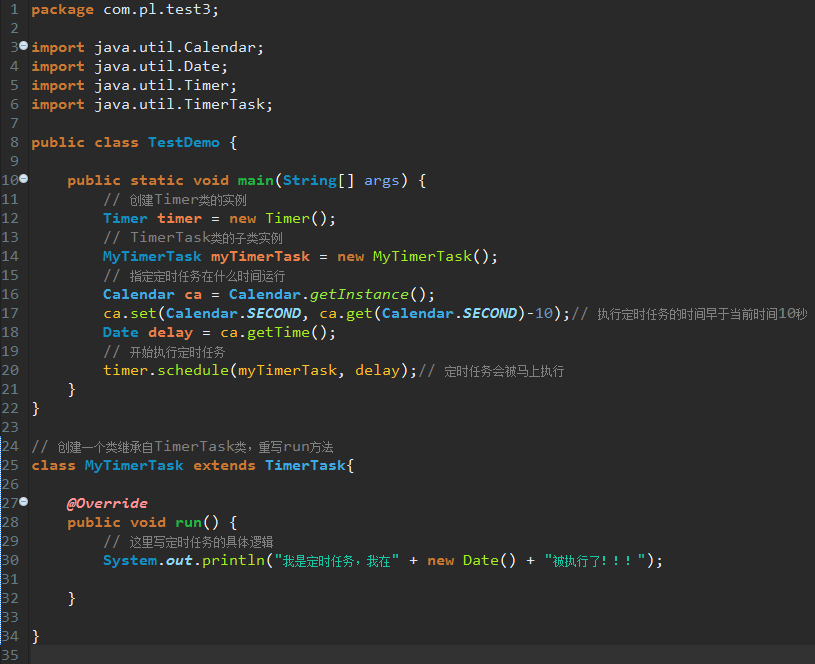 1 package com.pl.test3;
2
3 import java.util.Calendar;
4 import java.util.Date;
5 import java.util.Timer;
6 import java.util.TimerTask;
7
8 public class TestDemo {
9
10     public static void main(String[] args) {
11         // 创建Timer类的实例
12         Timer timer = new Timer();
13         // TimerTask类的子类实例
14         MyTimerTask myTimerTask = new MyTimerTask();
15         // 指定定时任务在什么时间运行
16         Calendar ca = Calendar.getInstance();
17         ca.set(Calendar.SECOND, ca.get(Calendar.SECOND)-10);// 执行定时任务的时间早于当前时间10秒
18         Date delay = ca.getTime();
19         // 开始执行定时任务
20         timer.schedule(myTimerTask, delay);// 定时任务会被马上执行
21     }
22 }
23
24 // 创建一个类继承自TimerTask类，重写run方法
25 class MyTimerTask extends TimerTask{
26
27     @Override
28     public void run() {
29         // 这里写定时任务的具体逻辑
30         System.out.println("我是定时任务，我在" + new Date() + "被执行了！！！");
31
32     }
33
34 }
35